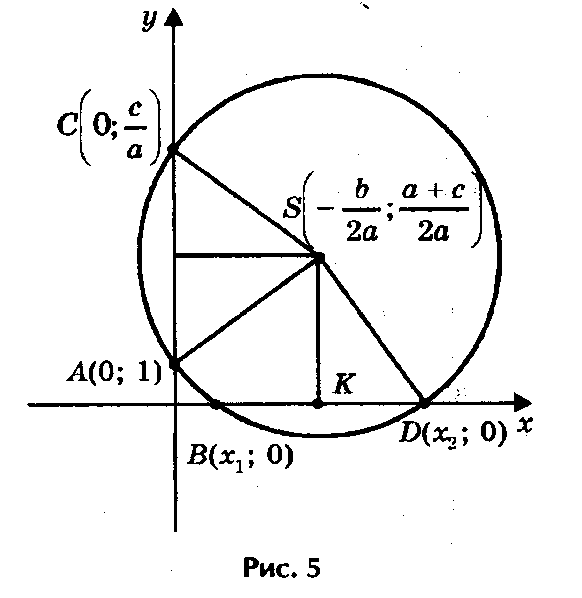 y
C(0; c/a)
S(-b/2a; a + c/2a)
A(0; 1)
K
B(x₁; 0)
D(x₂; 0) x
Рис. 5